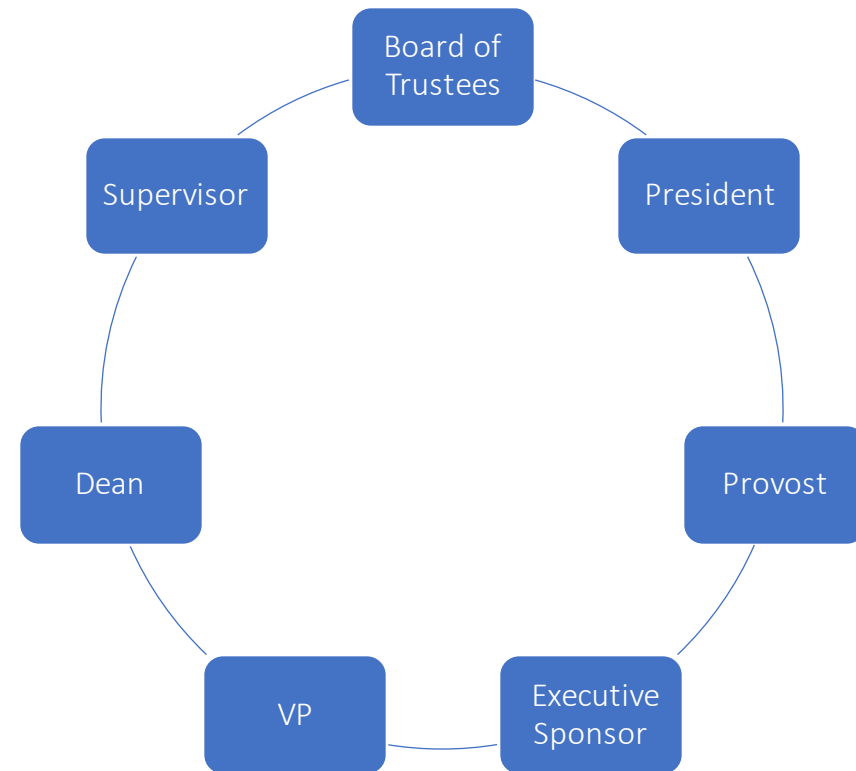 Board of
Trustees
President
Provost
Executive
Sponsor
VP
Dean
Supervisor